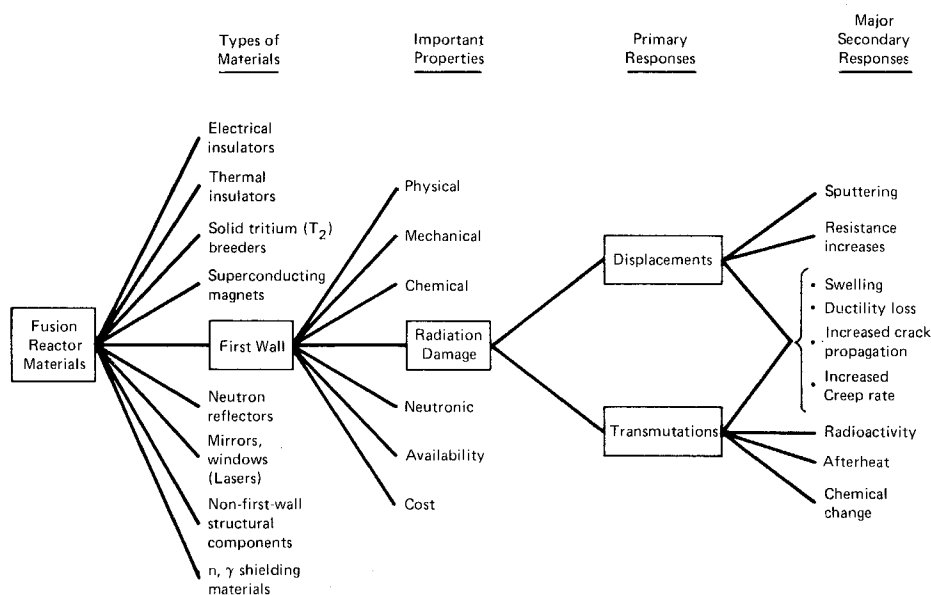 Types of
Materials
Important
Properties
Primary
Responses
Major
Secondary
Responses
Fusion
Reactor
Materials
Electrical
insulators
Thermal
insulators
Solid tritium (T₂)
breeders
Superconducting
magnets
First Wall
Neutron
reflectors
Mirrors,
windows
(Lasers)
Non-first-wall
structural
components
n, γ shielding
materials
Physical
Mechanical
Chemical
Radiation
Damage
Neutronic
Availability
Cost
Displacements
Transmutations
Sputtering
Resistance
increases
• Swelling
• Ductility loss
• Increased crack
propagation
• Increased
Creep rate
Radioactivity
Afterheat
Chemical
change